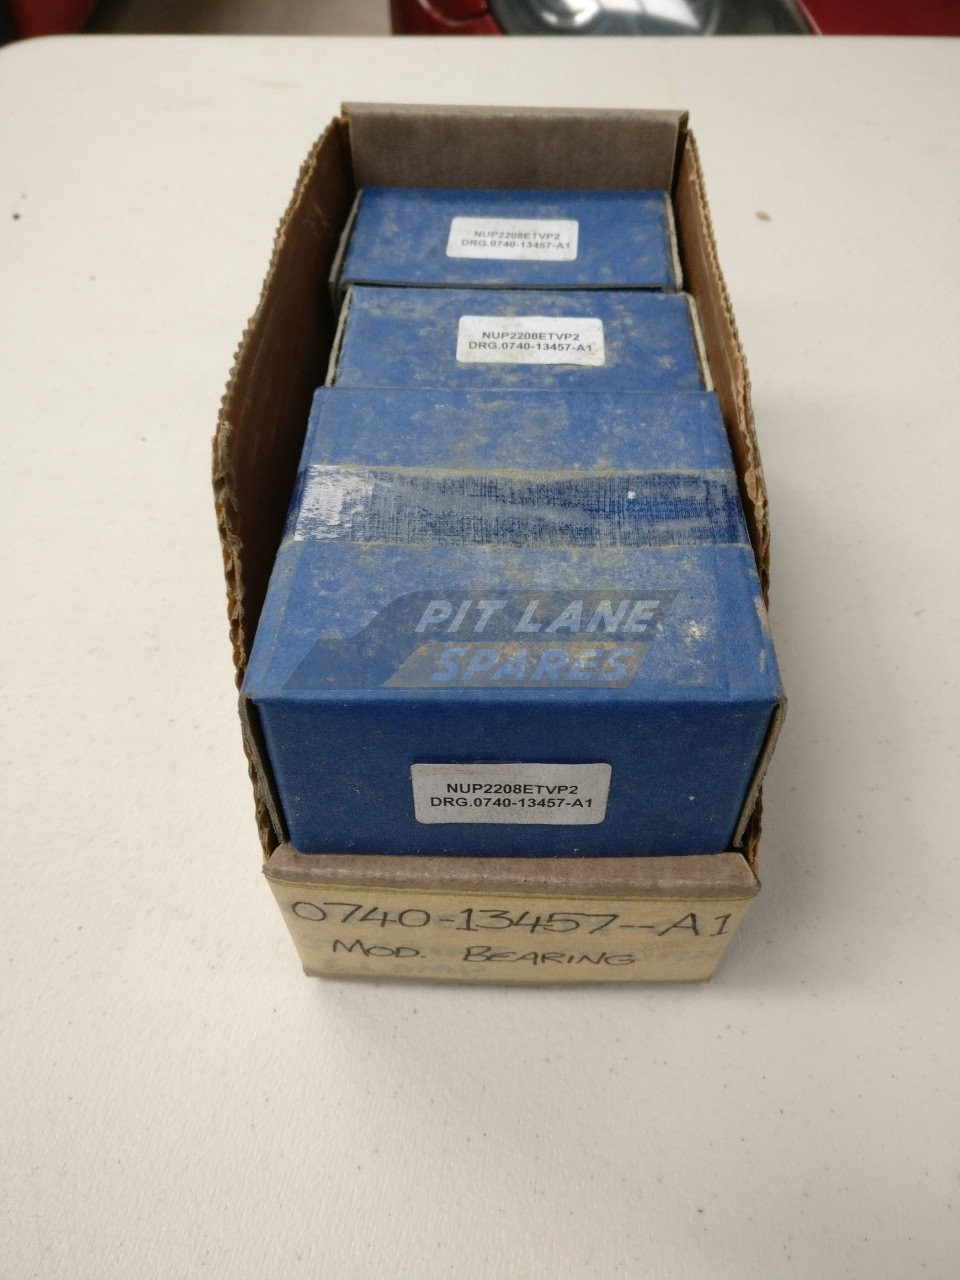 NUP2208ETVP2
DRG.0740-13457-A1
NUP2208ETVP2
DRG.0740-13457-A1
PIT LANE
SPARES
NUP2208ETVP2
DRG.0740-13457-A1
0740-13457--A1
MOD. BEARING